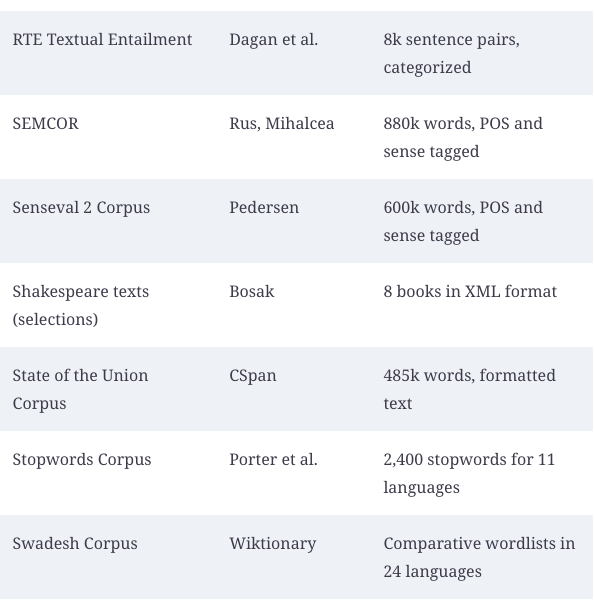 RTE Textual Entailment Dagan et al. 8k sentence pairs,
categorized
SEMCOR Rus, Mihalcea 880k words, POS and
sense tagged
Senseval 2 Corpus Pedersen 600k words, POS and
sense tagged
Shakespeare texts Bosak 8 books in XML format
(selections)
State of the Union CSpan 485k words, formatted
Corpus text
Stopwords Corpus Porter et al. 2,400 stopwords for 11
languages
Swadesh Corpus Wiktionary Comparative wordlists in
24 languages